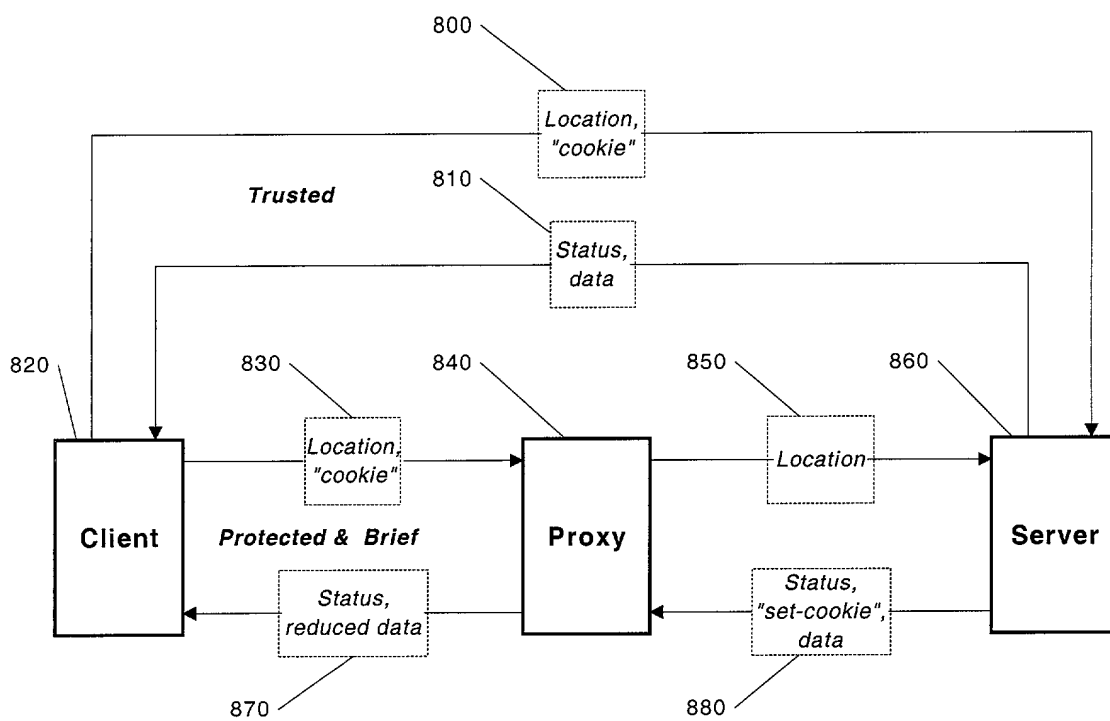 800
Location,
"cookie"
810
Trusted
Status,
data
820
830
840
850
860
Location,
"cookie"
Location
Client
Protected & Brief
Proxy
Server
Status,
reduced data
Status,
"set-cookie",
data
870
880